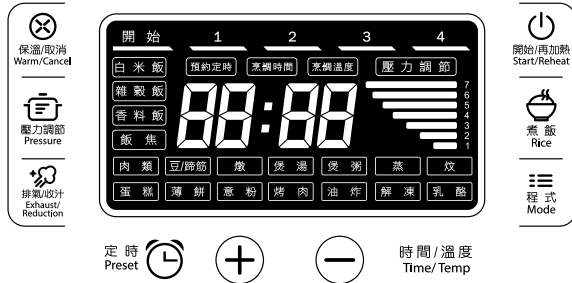 保溫/取消
Warm/Cancel
壓力調節
Pressure
排氣/收汁
Exhaust/
Reduction
開始 1 2 3 4
白米飯 預約定時 烹調時間 烹調溫度 壓力調節
雜穀飯
香料飯
飯焦
88:88
7
6
5
4
3
2
1
肉類 豆/蹄筋 燉 煲湯 煲粥 蒸 炆
蛋糕 薄餅 意粉 烤肉 油炸 解凍 乳酪
開始/再加熱
Start/Reheat
煮飯
Rice
程式
Mode
定時
Preset
時間/溫度
Time/Temp